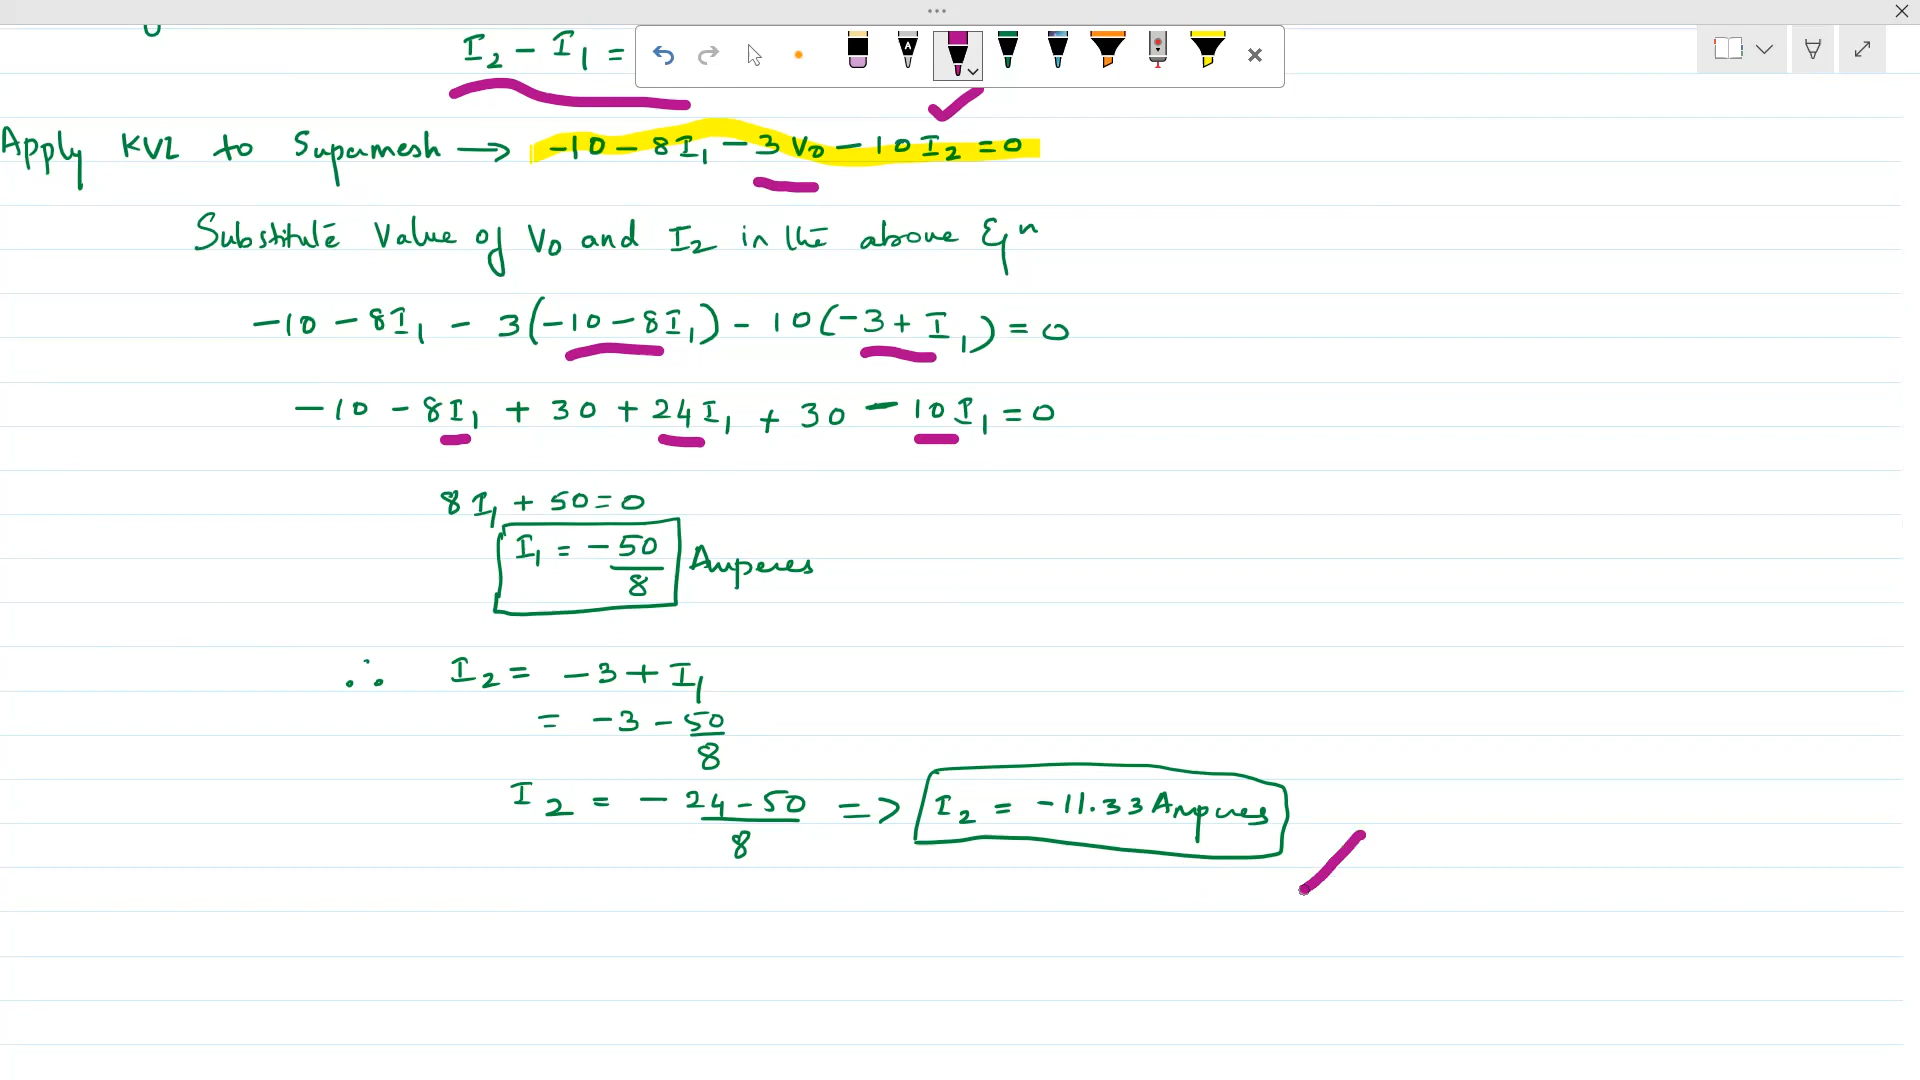 I₂ - I₁ =
Apply KVL to Supermesh → -10 - 8I₁ - 3V₀ - 10I₂ = 0
Substitute Value of V₀ and I₂ in the above Eqⁿ
-10 - 8I₁ - 3(-10 - 8I₁) - 10(-3 + I₁) = 0
-10 - 8I₁ + 30 + 24I₁ + 30 - 10I₁ = 0
8I₁ + 50 = 0
I₁ = -50/8 Amperes
∴ I₂ = -3 + I₁
= -3 - 50/8
I₂ = - 24-50/8 => I₂ = -11.33 Amperes